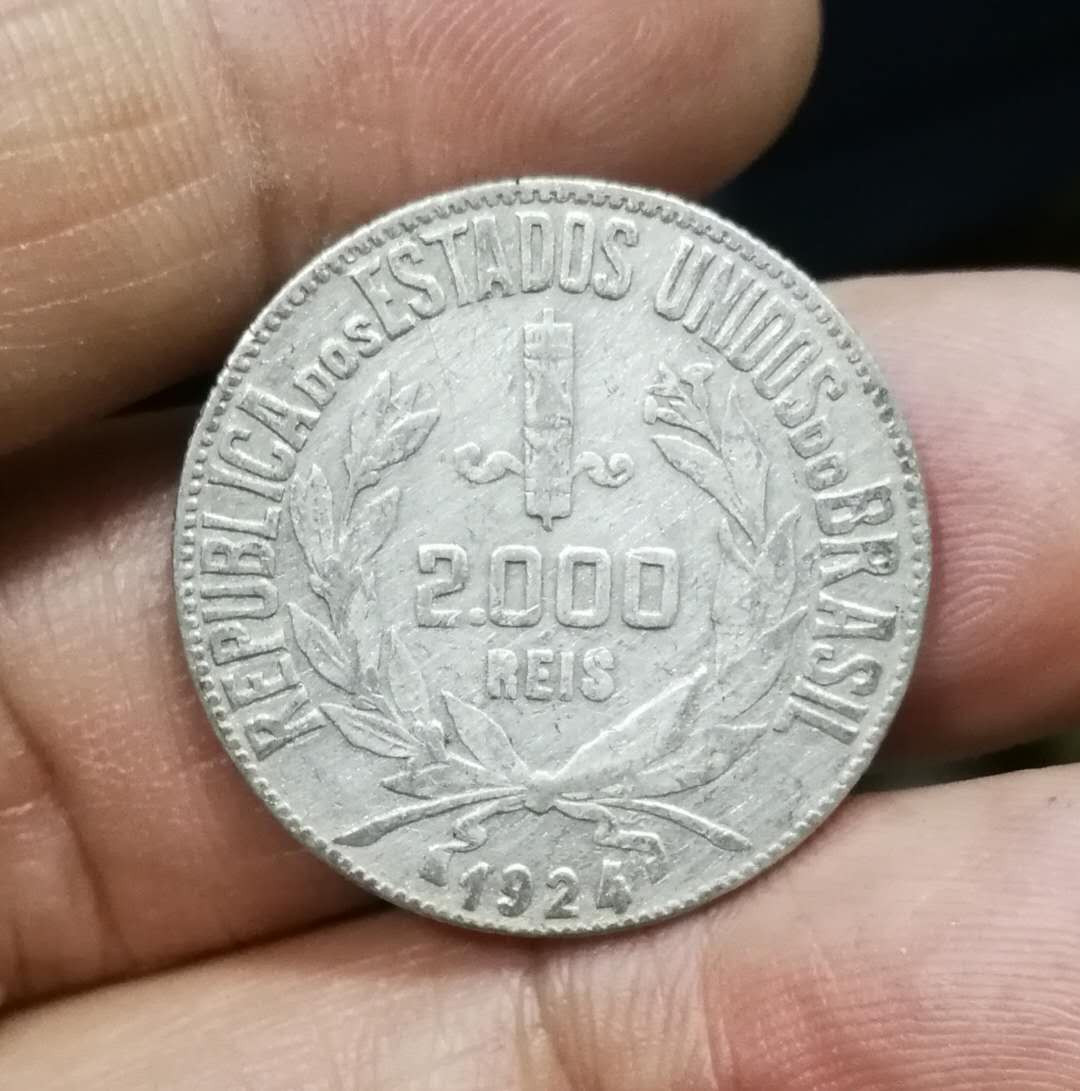 REPUBLICA DOS ESTADOS UNIDOS DO BRASIL
2.000
REIS
1924